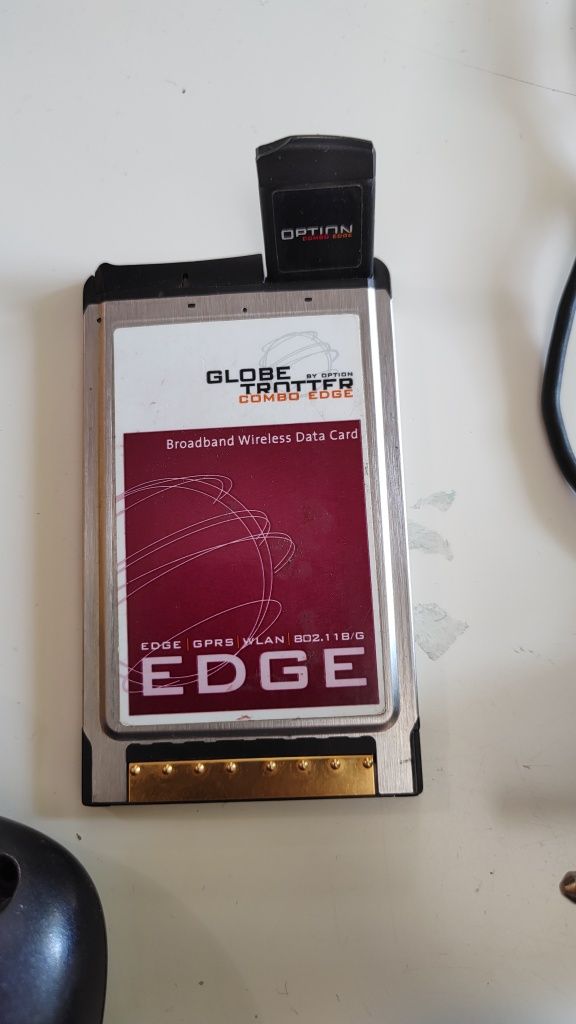 OPTION
COMBO EDGE
GLOBE BY OPTION
TROTTER
COMBO EDGE
Broadband Wireless Data Card
EDGE | GPRS | WLAN | 802.11B/G
EDGE